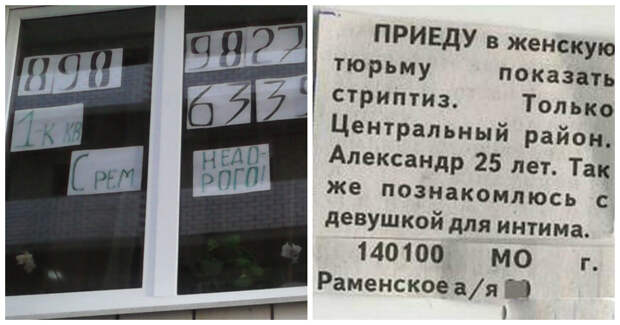 898
9827
1-к кв
633
С рем.
НЕДО-
РОГО!
ПРИЕДУ в женскую
тюрьму показать
стриптиз. Только
Центральный район.
Александр 25 лет. Так
же познакомлюсь с
девушкой для интима.
140100 МО г.
Раменское а/я